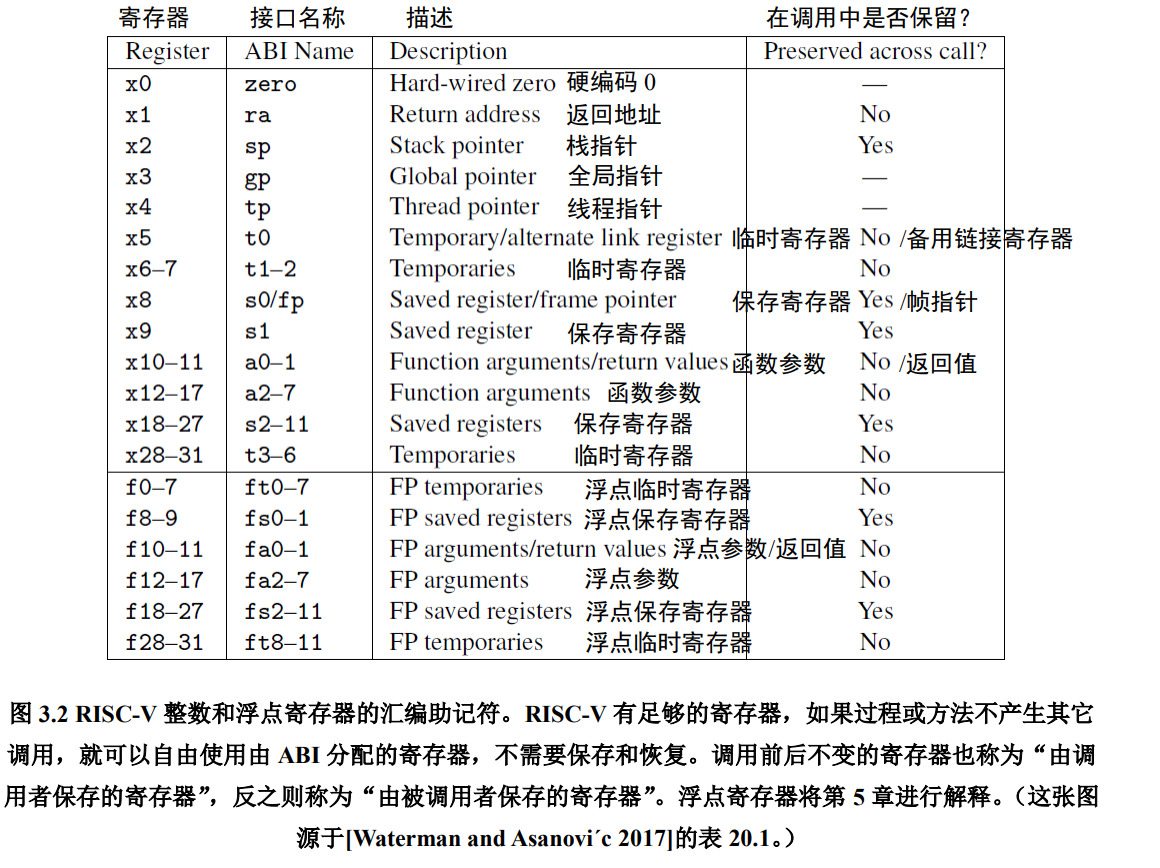 寄存器 接口名称 描述 在调用中是否保留?
Register ABI Name Description Preserved across call?
x0 zero Hard-wired zero 硬编码 0 —
x1 ra Return address 返回地址 No
x2 sp Stack pointer 栈指针 Yes
x3 gp Global pointer 全局指针 —
x4 tp Thread pointer 线程指针 —
x5 t0 Temporary/alternate link register 临时寄存器 No /备用链接寄存器
x6–7 t1–2 Temporaries 临时寄存器 No
x8 s0/fp Saved register/frame pointer 保存寄存器 Yes /帧指针
x9 s1 Saved register 保存寄存器 Yes
x10–11 a0–1 Function arguments/return values 函数参数 No /返回值
x12–17 a2–7 Function arguments 函数参数 No
x18–27 s2–11 Saved registers 保存寄存器 Yes
x28–31 t3–6 Temporaries 临时寄存器 No
f0–7 ft0–7 FP temporaries 浮点临时寄存器 No
f8–9 fs0–1 FP saved registers 浮点保存寄存器 Yes
f10–11 fa0–1 FP arguments/return values 浮点参数/返回值 No
f12–17 fa2–7 FP arguments 浮点参数 No
f18–27 fs2–11 FP saved registers 浮点保存寄存器 Yes
f28–31 ft8–11 FP temporaries 浮点临时寄存器 No
图 3.2 RISC-V 整数和浮点寄存器的汇编助记符。RISC-V 有足够的寄存器，如果过程或方法不产生其它
调用，就可以自由使用由 ABI 分配的寄存器，不需要保存和恢复。调用前后不变的寄存器也称为“由调
用者保存的寄存器”，反之则称为“由被调用者保存的寄存器”。浮点寄存器将第 5 章进行解释。（这张图
源于[Waterman and Asanovi´c 2017]的表 20.1。）